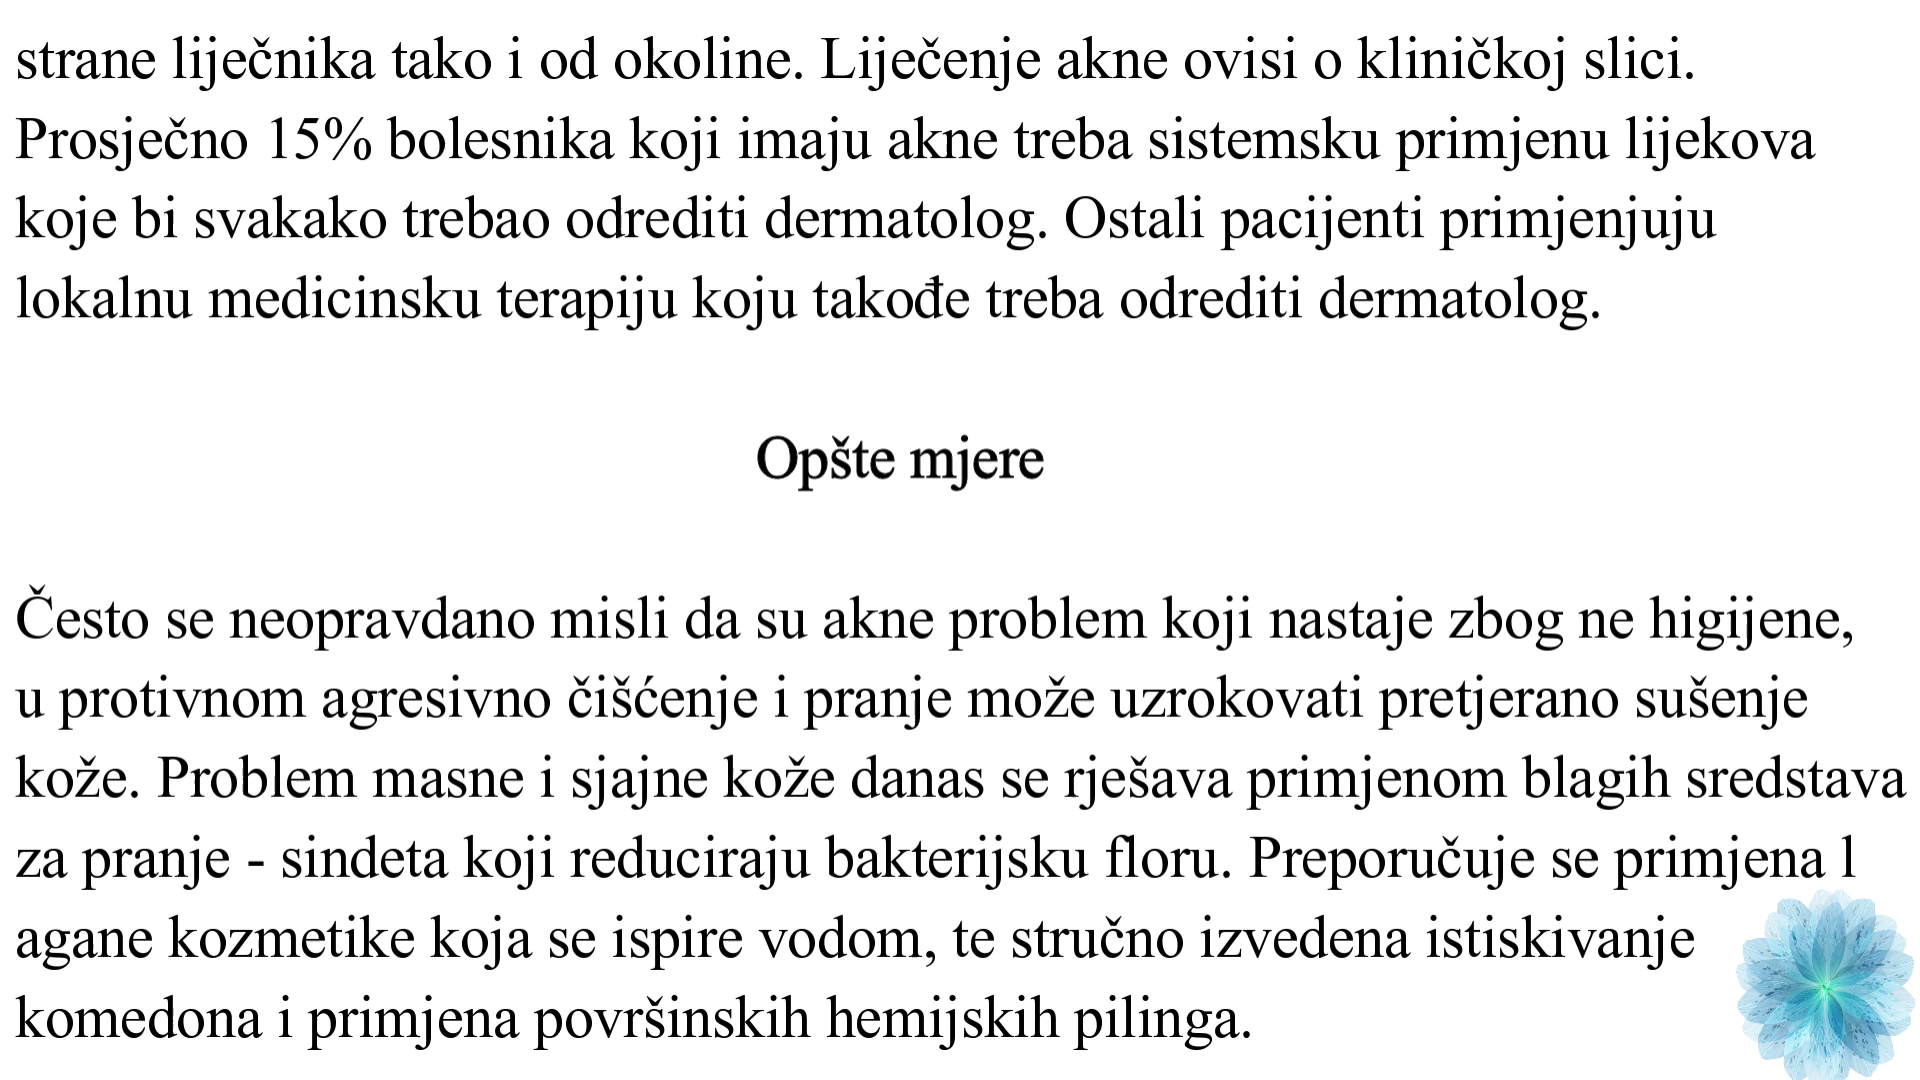 strane liječnika tako i od okoline. Liječenje akne ovisi o kliničkoj slici.
Prosječno 15% bolesnika koji imaju akne treba sistemsku primjenu lijekova
koje bi svakako trebao odrediti dermatolog. Ostali pacijenti primjenjuju
lokalnu medicinsku terapiju koju takođe treba odrediti dermatolog.
Opšte mjere
Često se neopravdano misli da su akne problem koji nastaje zbog ne higijene,
u protivnom agresivno čišćenje i pranje može uzrokovati pretjerano sušenje
kože. Problem masne i sjajne kože danas se rješava primjenom blagih sredstava
za pranje - sindeta koji reduciraju bakterijsku floru. Preporučuje se primjena l
agane kozmetike koja se ispire vodom, te stručno izvedena istiskivanje
komedona i primjena površinskih hemijskih pilinga.